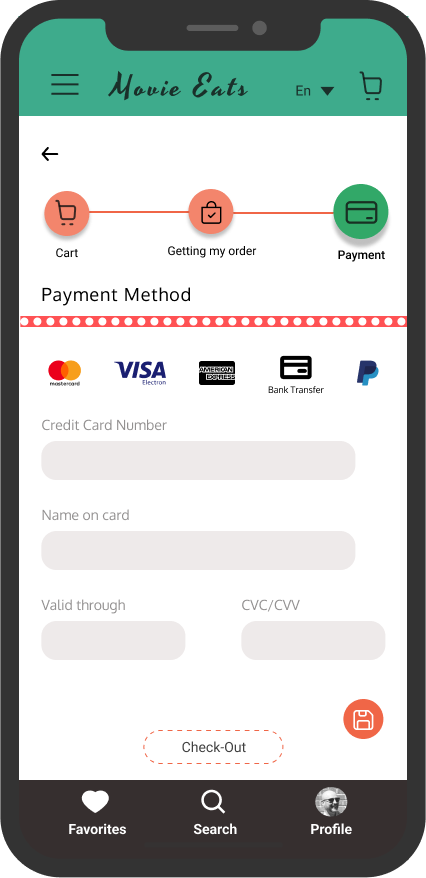 Movie Eats
En
Cart
Getting my order
Payment
Payment Method
mastercard
VISA
Electron
AMERICAN
EXPRESS
Bank Transfer
Credit Card Number
Name on card
Valid through
CVC/CVV
Check-Out
Favorites
Search
Profile